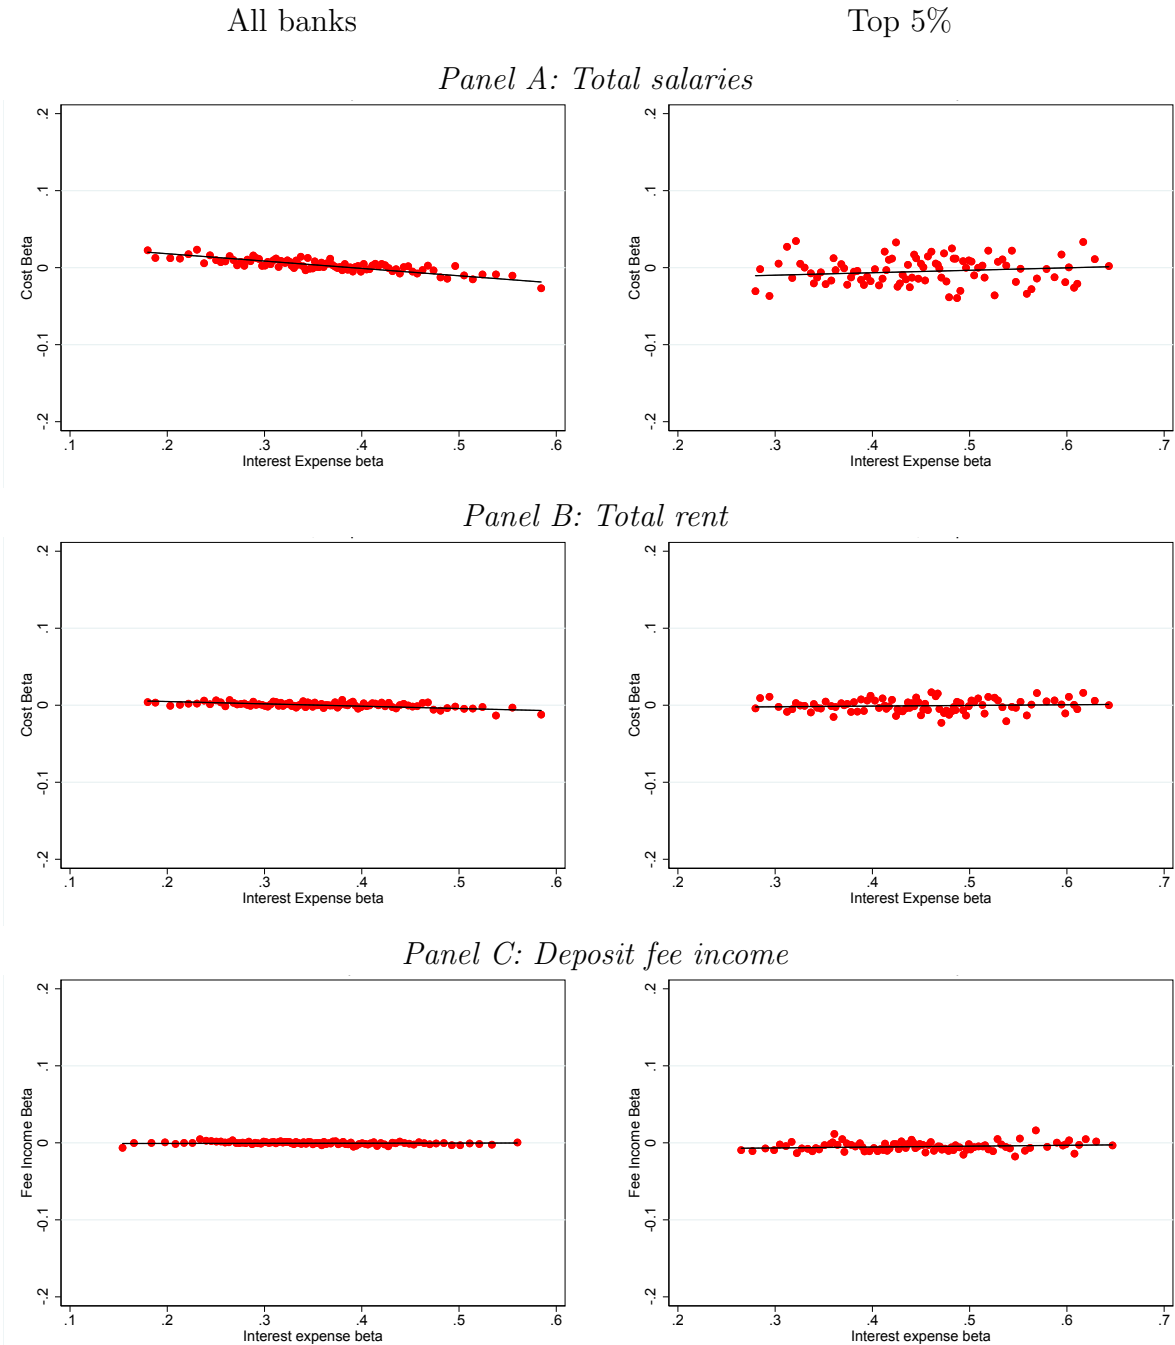 All banks
Top 5%
Panel A: Total salaries
Cost Beta
.2
.1
0
-0.1
-.2
.1 .2 .3 .4 .5 .6
Interest Expense beta
Cost Beta
.2
.1
0
-0.1
-.2
.2 .3 .4 .5 .6 .7
Interest Expense beta
Panel B: Total rent
Cost Beta
.2
.1
0
-0.1
-.2
.1 .2 .3 .4 .5 .6
Interest Expense beta
Cost Beta
.2
.1
0
-0.1
-.2
.2 .3 .4 .5 .6 .7
Interest Expense beta
Panel C: Deposit fee income
Fee Income Beta
.2
.1
0
-0.1
-.2
.1 .2 .3 .4 .5 .6
Interest expense beta
Fee Income Beta
.2
.1
0
-0.1
-.2
.2 .3 .4 .5 .6 .7
Interest expense beta